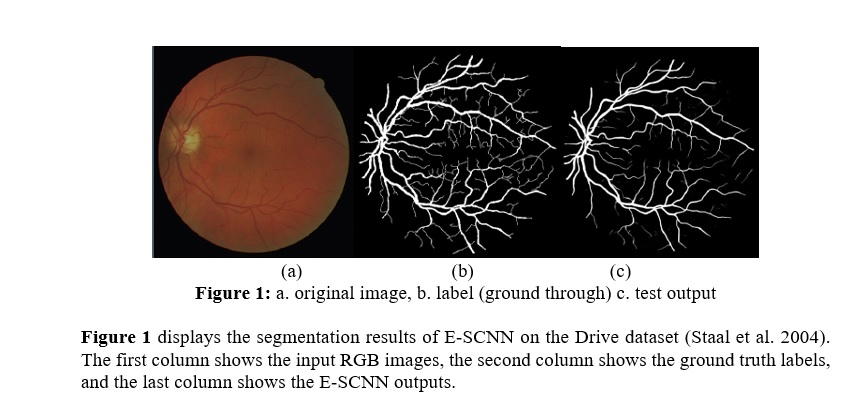 (a) (b) (c)
Figure 1: a. original image, b. label (ground through) c. test output
Figure 1 displays the segmentation results of E-SCNN on the Drive dataset (Staal et al. 2004).
The first column shows the input RGB images, the second column shows the ground truth labels,
and the last column shows the E-SCNN outputs.